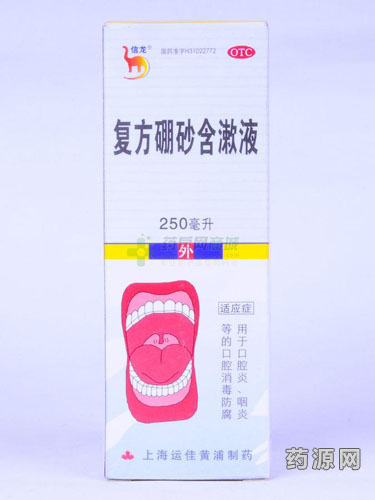 信龙®
国药准字H31022772
OTC
复方硼砂含漱液
250毫升
外
适应症
用于口腔炎、咽炎
等的口腔消毒、防腐
上海运佳黄浦制药
药源网